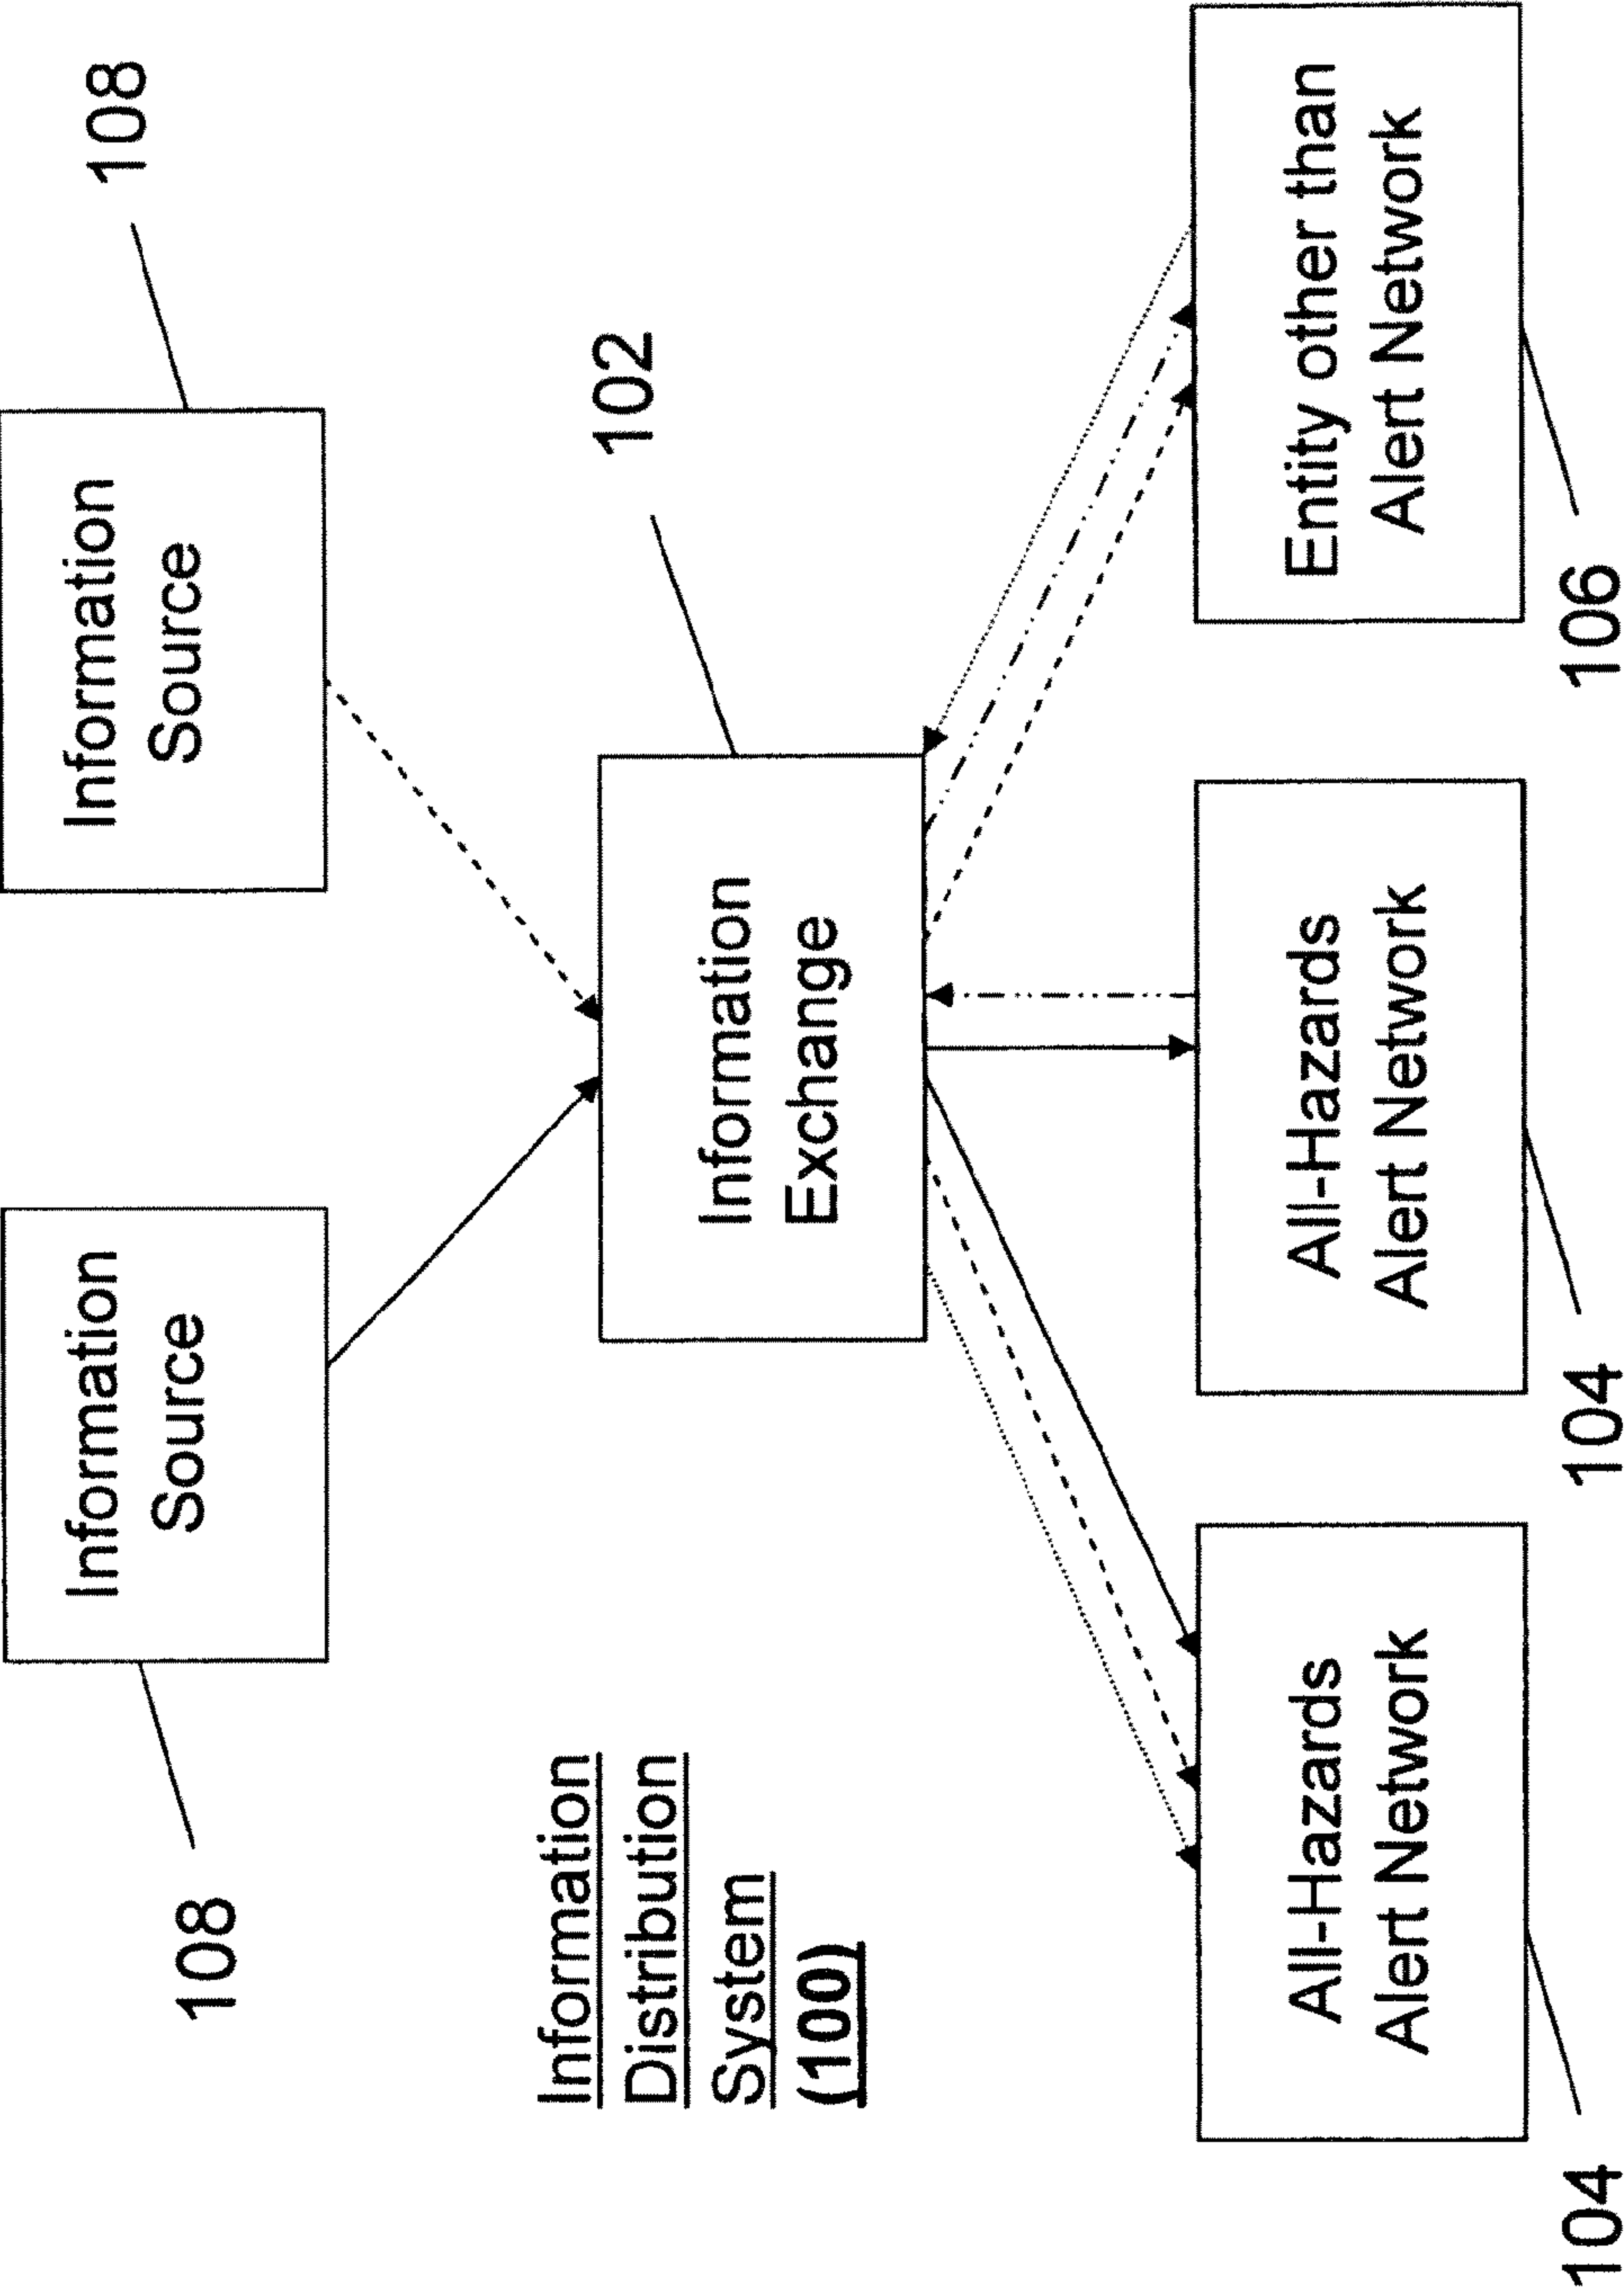 108
Information
Source
Information
Source
108
102
Information
Exchange
Information
Distribution
System
(100)
All-Hazards
Alert Network
All-Hazards
Alert Network
Entity other than
Alert Network
104
104
106